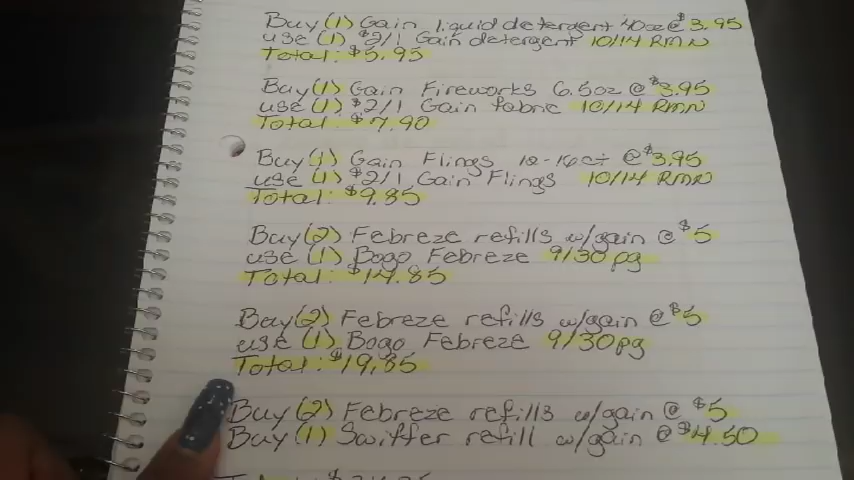 Buy (1) Gain liquid detergent 40oz @ $3.95
use (1) $2/1 Gain detergent 10/14 RMN
Total: $5.95
Buy (1) Gain Fireworks 6.5oz @ $3.95
use (1) $2/1 Gain fabric 10/14 RMN
Total: $7.90
Buy (1) Gain Flings 12-16ct @ $3.95
use (1) $2/1 Gain Flings 10/14 RMN
Total: $9.85
Buy (2) Febreze refills w/gain @ $5
use (1) Bogo Febreze 9/30 pg
Total: $14.85
Buy (2) Febreze refills w/gain @ $5
use (1) Bogo Febreze 9/30pg
Total: $19.85
Buy (2) Febreze refills w/gain @ $5
Buy (1) Swiffer refill w/gain @ $4.50